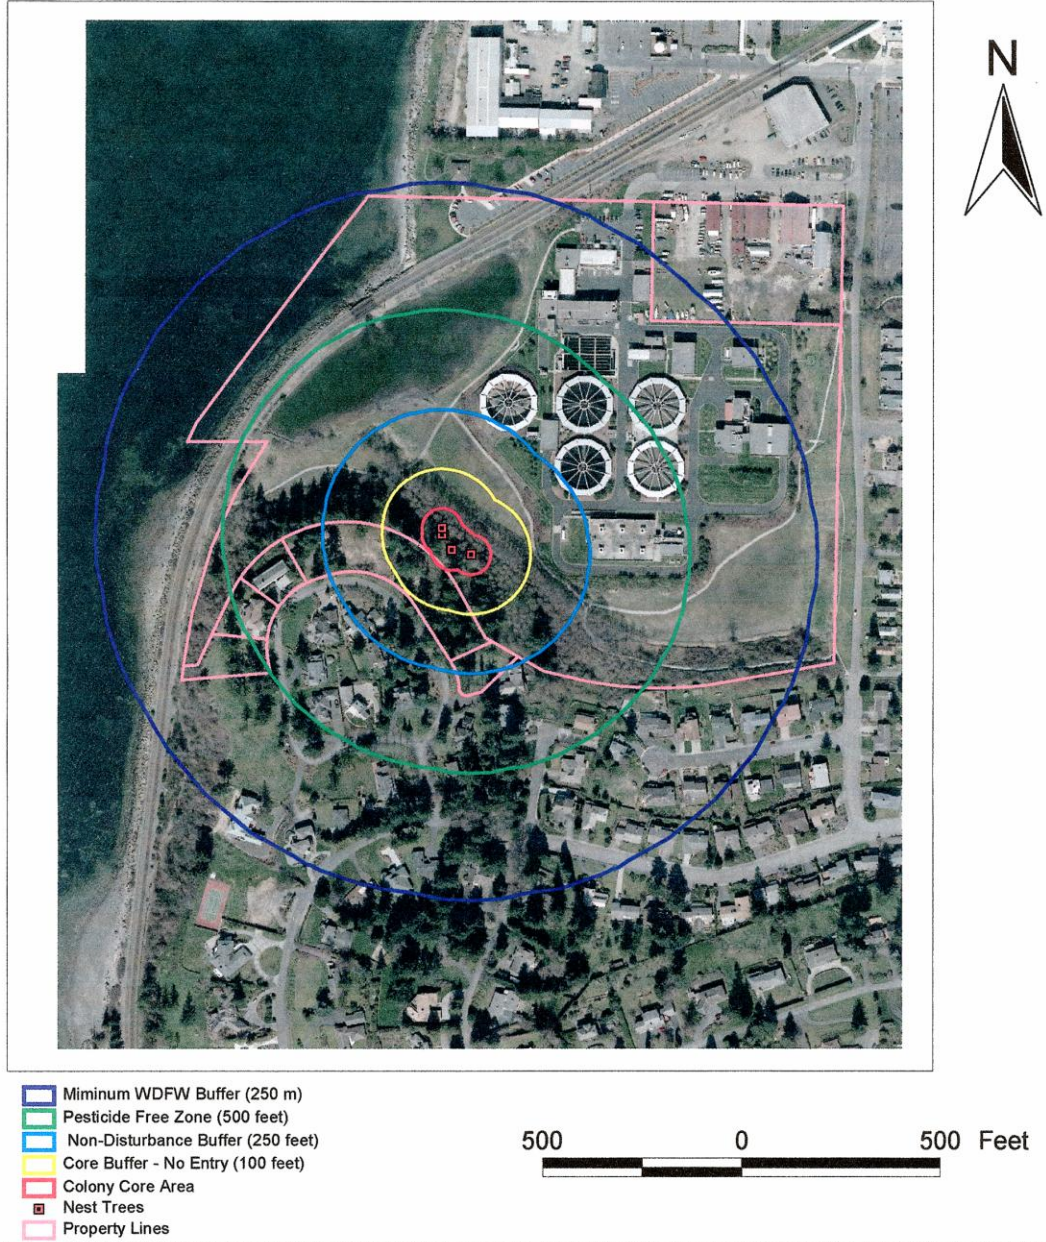 N
Miminum WDFW Buffer (250 m)
Pesticide Free Zone (500 feet)
Non-Disturbance Buffer (250 feet)
Core Buffer - No Entry (100 feet)
Colony Core Area
Nest Trees
Property Lines
500 0 500 Feet